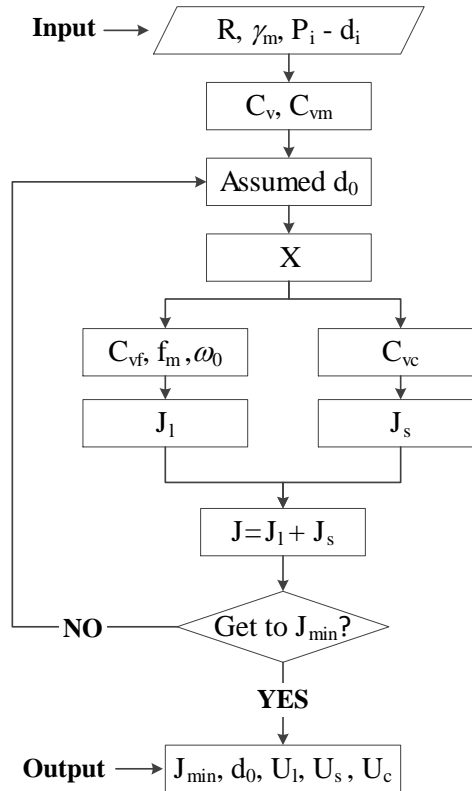 Input R, γm, Pi - di
Cv, Cvm
Assumed d0
X
Cvf, fm, ω0 Cvc
Jl Js
J=Jl + Js
NO Get to Jmin?
YES
Output Jmin, d0, Ul, Us, Uc